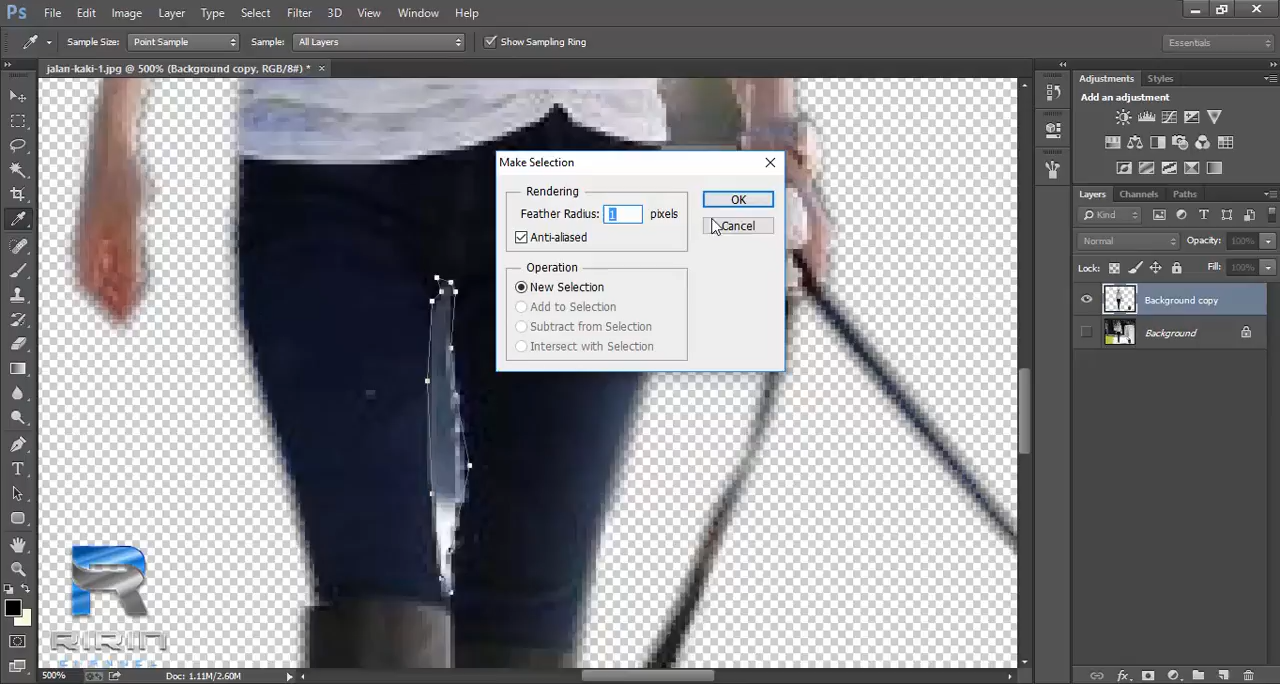 Ps File Edit Image Layer Type Select Filter 3D View Window Help
Sample Size: Point Sample Sample: All Layers Show Sampling Ring Essentials
jalan-kaki-1.jpg @ 500% (Background copy, RGB/8#) * ×
Adjustments Styles
Add an adjustment
Make Selection
Rendering
Feather Radius: 1 pixels
Anti-aliased
OK
Cancel
Operation
New Selection
Add to Selection
Subtract from Selection
Intersect with Selection
Layers Channels Paths
Kind
Normal Opacity: 100%
Lock: Fill: 100%
Background copy
Background
RIRIN
500% Doc: 1.11M/2.60M